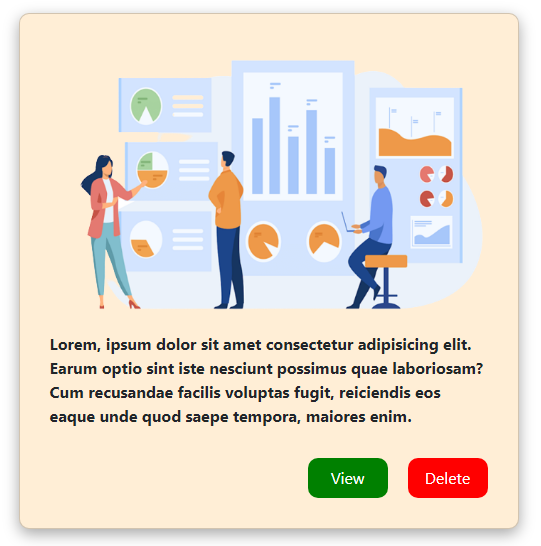 Lorem, ipsum dolor sit amet consectetur adipisicing elit.
Earum optio sint iste nesciunt possimus quae laboriosam?
Cum recusandae facilis voluptas fugit, reiciendis eos
eaque unde quod saepe tempora, maiores enim.
View
Delete